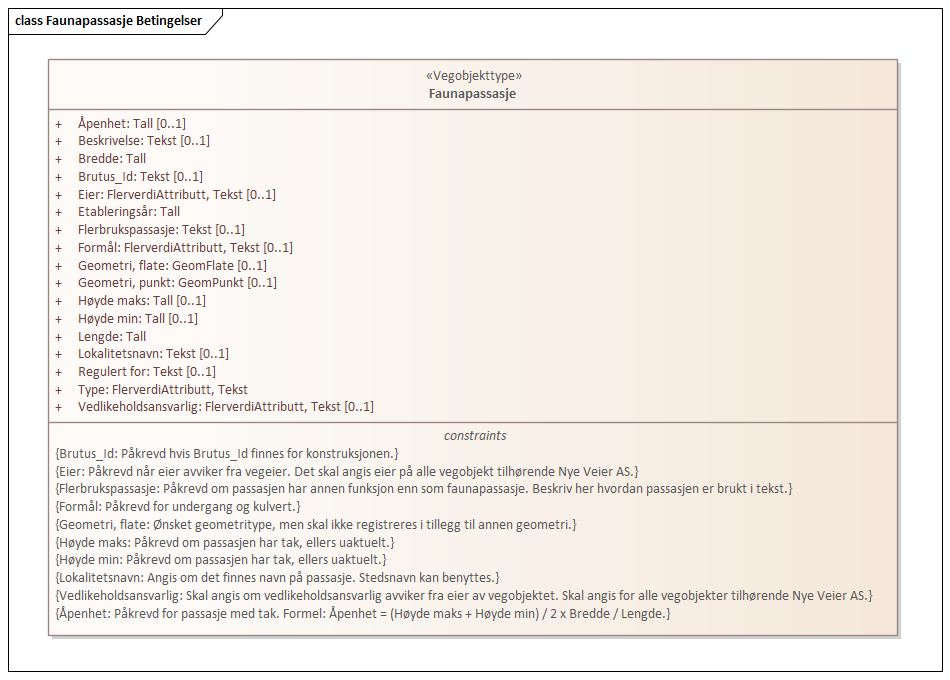 class Faunapassasje Betingelser
«Vegobjekttype»
Faunapassasje
+ Åpenhet: Tall [0..1]
+ Beskrivelse: Tekst [0..1]
+ Bredde: Tall
+ Brutus_Id: Tekst [0..1]
+ Eier: FlerverdiAttributt, Tekst [0..1]
+ Etableringsår: Tall
+ Flerbrukspassasje: Tekst [0..1]
+ Formål: FlerverdiAttributt, Tekst [0..1]
+ Geometri, flate: GeomFlate [0..1]
+ Geometri, punkt: GeomPunkt [0..1]
+ Høyde maks: Tall [0..1]
+ Høyde min: Tall [0..1]
+ Lengde: Tall
+ Lokalitetsnavn: Tekst [0..1]
+ Regulert for: Tekst [0..1]
+ Type: FlerverdiAttributt, Tekst
+ Vedlikeholdsansvarlig: FlerverdiAttributt, Tekst [0..1]
constraints
{Brutus_Id: Påkrevd hvis Brutus_Id finnes for konstruksjonen.}
{Eier: Påkrevd når eier avviker fra vegeier. Det skal angis eier på alle vegobjekt tilhørende Nye Veier AS.}
{Flerbrukspassasje: Påkrevd om passasjen har annen funksjon enn som faunapassasje. Beskriv her hvordan passasjen er brukt i tekst.}
{Formål: Påkrevd for undergang og kulvert.}
{Geometri, flate: Ønsket geometritype, men skal ikke registreres i tillegg til annen geometri.}
{Høyde maks: Påkrevd om passasjen har tak, ellers uaktuelt.}
{Høyde min: Påkrevd om passasjen har tak, ellers uaktuelt.}
{Lokalitetsnavn: Angis om det finnes navn på passasje. Stedsnavn kan benyttes.}
{Vedlikeholdsansvarlig: Skal angis om vedlikeholdsansvarlig avviker fra eier av vegobjektet. Skal angis for alle vegobjekter tilhørende Nye Veier AS.}
{Åpenhet: Påkrevd for passasje med tak. Formel: Åpenhet = (Høyde maks + Høyde min) / 2 x Bredde / Lengde.}